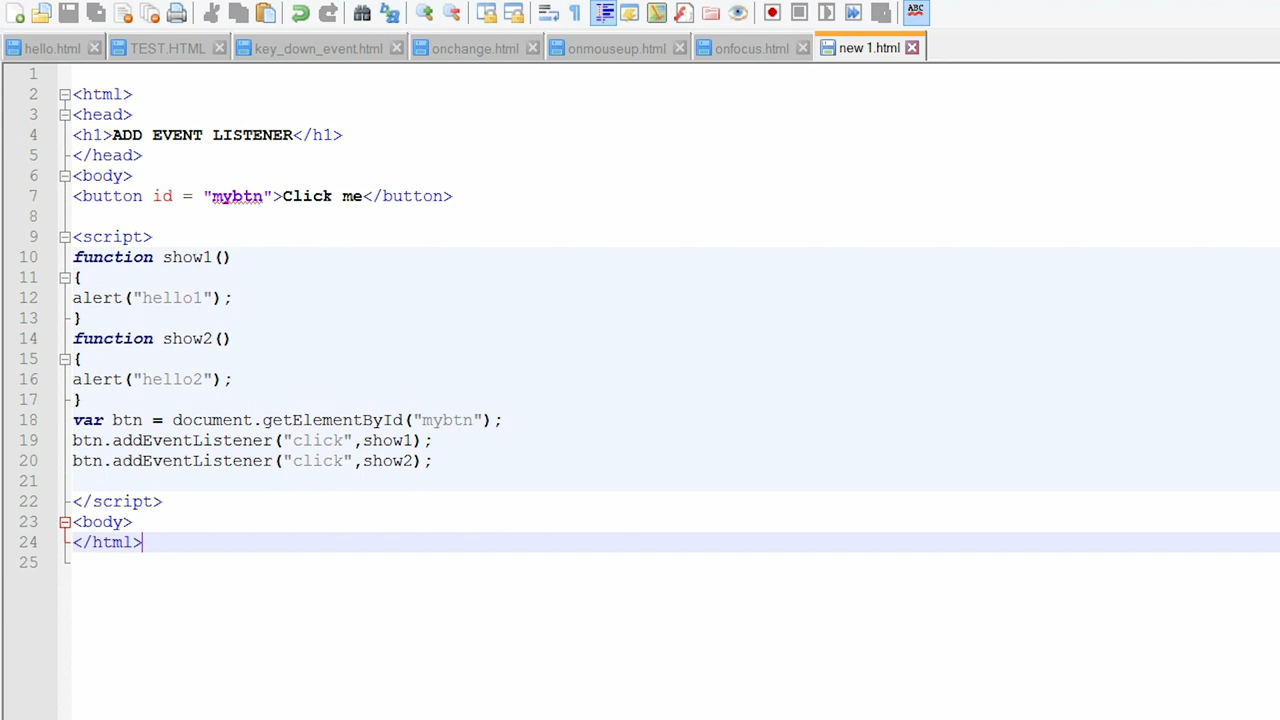 ABC
hello.html TEST.HTML key_down_event.html onchange.html onmouseup.html onfocus.html new 1.html
1
2 <html>
3 <head>
4 <h1>ADD EVENT LISTENER</h1>
5 </head>
6 <body>
7 <button id = "mybtn">Click me</button>
8
9 <script>
10 function show1()
11 {
12 alert("hello1");
13 }
14 function show2()
15 {
16 alert("hello2");
17 }
18 var btn = document.getElementById("mybtn");
19 btn.addEventListener("click",show1);
20 btn.addEventListener("click",show2);
21
22 </script>
23 <body>
24 </html>
25